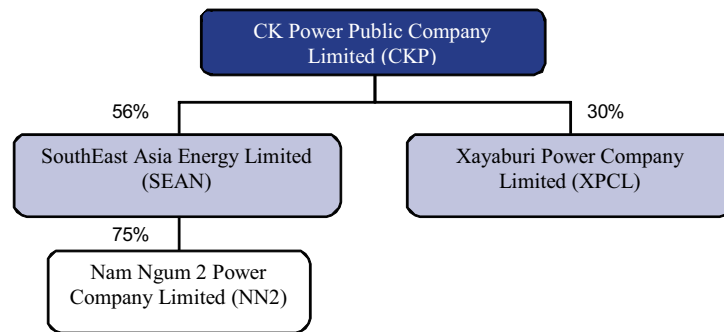 CK Power Public Company
Limited (CKP)
56%
30%
SouthEast Asia Energy Limited
(SEAN)
Xayaburi Power Company
Limited (XPCL)
75%
Nam Ngum 2 Power
Company Limited (NN2)